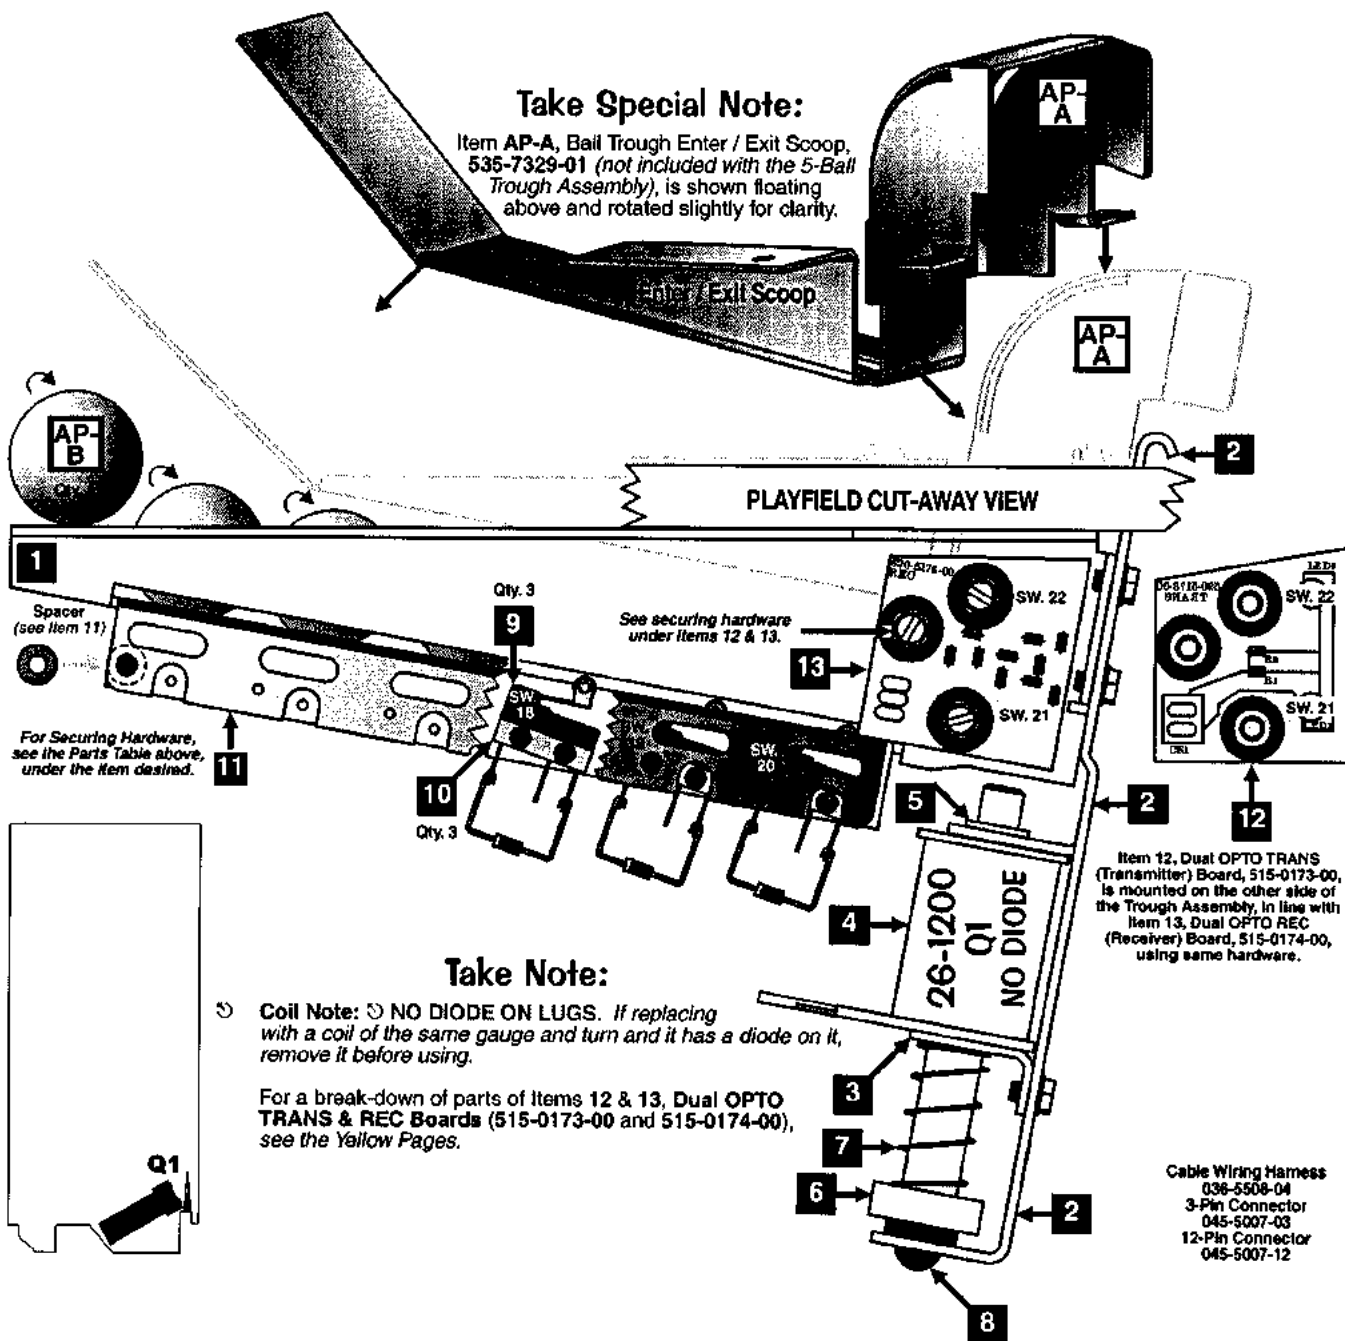 Take Special Note:
Item AP-A, Ball Trough Enter / Exit Scoop,
535-7329-01 (not included with the 5-Ball
Trough Assembly), is shown floating
above and rotated slightly for clarity.
AP-
A
Enter / Exit Scoop
AP-
A
AP-
B
2
PLAYFIELD CUT-AWAY VIEW
1
Spacer
(see Item 11)
Qty. 3
9
See securing hardware
under Items 12 & 13.
13
SW. 22
SW. 21
SW. 22
SW. 21
SW.
18
SW.
20
For Securing Hardware,
see the Parts Table above,
under the item desired.
11
10
Qty. 3
5
2
12
Item 12, Dual OPTO TRANS
(Transmitter) Board, 515-0173-00,
is mounted on the other side of
the Trough Assembly, in line with
Item 13, Dual OPTO REC
(Receiver) Board, 515-0174-00,
using same hardware.
4
26-1200
Q1
NO DIODE
Take Note:
Coil Note: NO DIODE ON LUGS. If replacing
with a coil of the same gauge and turn and it has a diode on it,
remove it before using.
For a break-down of parts of Items 12 & 13, Dual OPTO
TRANS & REC Boards (515-0173-00 and 515-0174-00),
see the Yellow Pages.
3
7
6
2
8
Q1
Cable Wiring Harness
036-5508-04
3-Pin Connector
045-5007-03
12-Pin Connector
045-5007-12